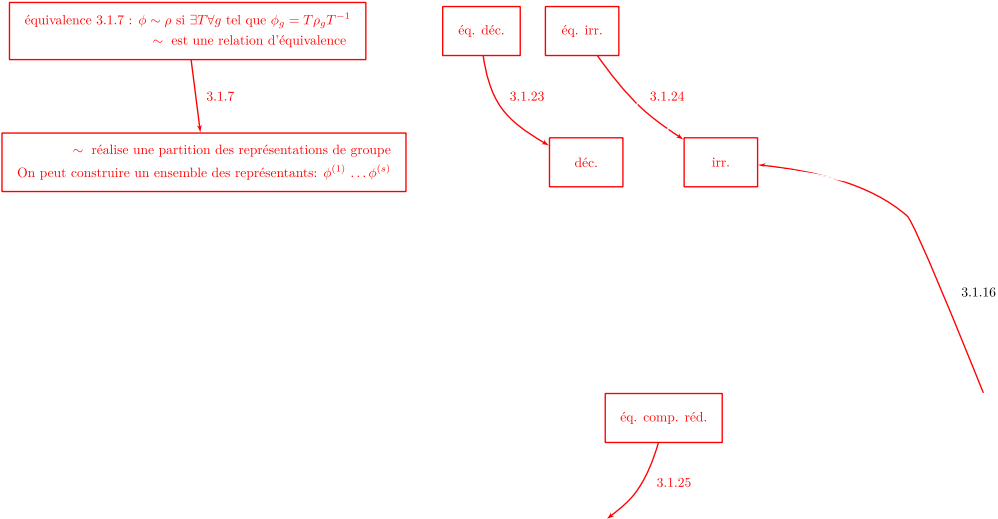 équivalence 3.1.7 : ϕ ∼ ρ si ∃T∀g tel que ϕ_g = Tρ_gT^{−1}
∼ est une relation d'équivalence
éq. déc.
éq. irr.
3.1.7
3.1.23
3.1.24
∼ réalise une partition des représentations de groupe
On peut construire un ensemble des représentants: ϕ^{(1)} …ϕ^{(s)}
déc.
irr.
3.1.16
éq. comp. réd.
3.1.25